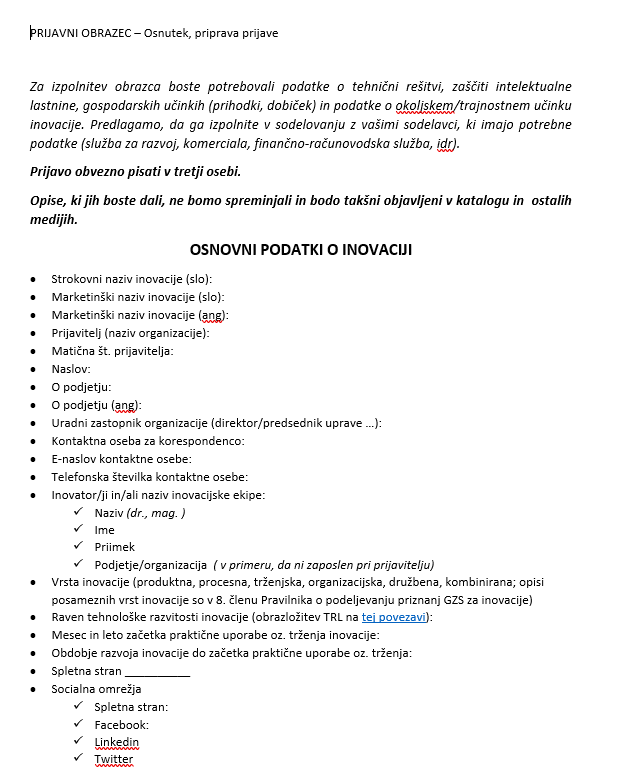 PRIJAVNI OBRAZEC – Osnutek, priprava prijave
Za izpolnitev obrazca boste potrebovali podatke o tehnični rešitvi, zaščiti intelektualne
lastnine, gospodarskih učinkih (prihodki, dobiček) in podatke o okoljskem/trajnostnem učinku
inovacije. Predlagamo, da ga izpolnite v sodelovanju z vašimi sodelavci, ki imajo potrebne
podatke (služba za razvoj, komerciala, finančno-računovodska služba, idr).
Prijavo obvezno pisati v tretji osebi.
Opise, ki jih boste dali, ne bomo spreminjali in bodo takšni objavljeni v katalogu in ostalih
medijih.
OSNOVNI PODATKI O INOVACIJI
• Strokovni naziv inovacije (slo):
• Marketinški naziv inovacije (slo):
• Marketinški naziv inovacije (ang):
• Prijavitelj (naziv organizacije):
• Matična št. prijavitelja:
• Naslov:
• O podjetju:
• O podjetju (ang):
• Uradni zastopnik organizacije (direktor/predsednik uprave …):
• Kontaktna oseba za korespondenco:
• E-naslov kontaktne osebe:
• Telefonska številka kontaktne osebe:
• Inovator/ji in/ali naziv inovacijske ekipe:
✓ Naziv (dr., mag. )
✓ Ime
✓ Priimek
✓ Podjetje/organizacija ( v primeru, da ni zaposlen pri prijavitelju)
• Vrsta inovacije (produktna, procesna, trženjska, organizacijska, družbena, kombinirana; opisi
posameznih vrst inovacije so v 8. členu Pravilnika o podeljevanju priznanj GZS za inovacije)
• Raven tehnološke razvitosti inovacije (obrazložitev TRL na tej povezavi):
• Mesec in leto začetka praktične uporabe oz. trženja inovacije:
• Obdobje razvoja inovacije do začetka praktične uporabe oz. trženja:
• Spletna stran __________
• Socialna omrežja
✓ Spletna stran:
✓ Facebook:
✓ Linkedin
✓ Twitter